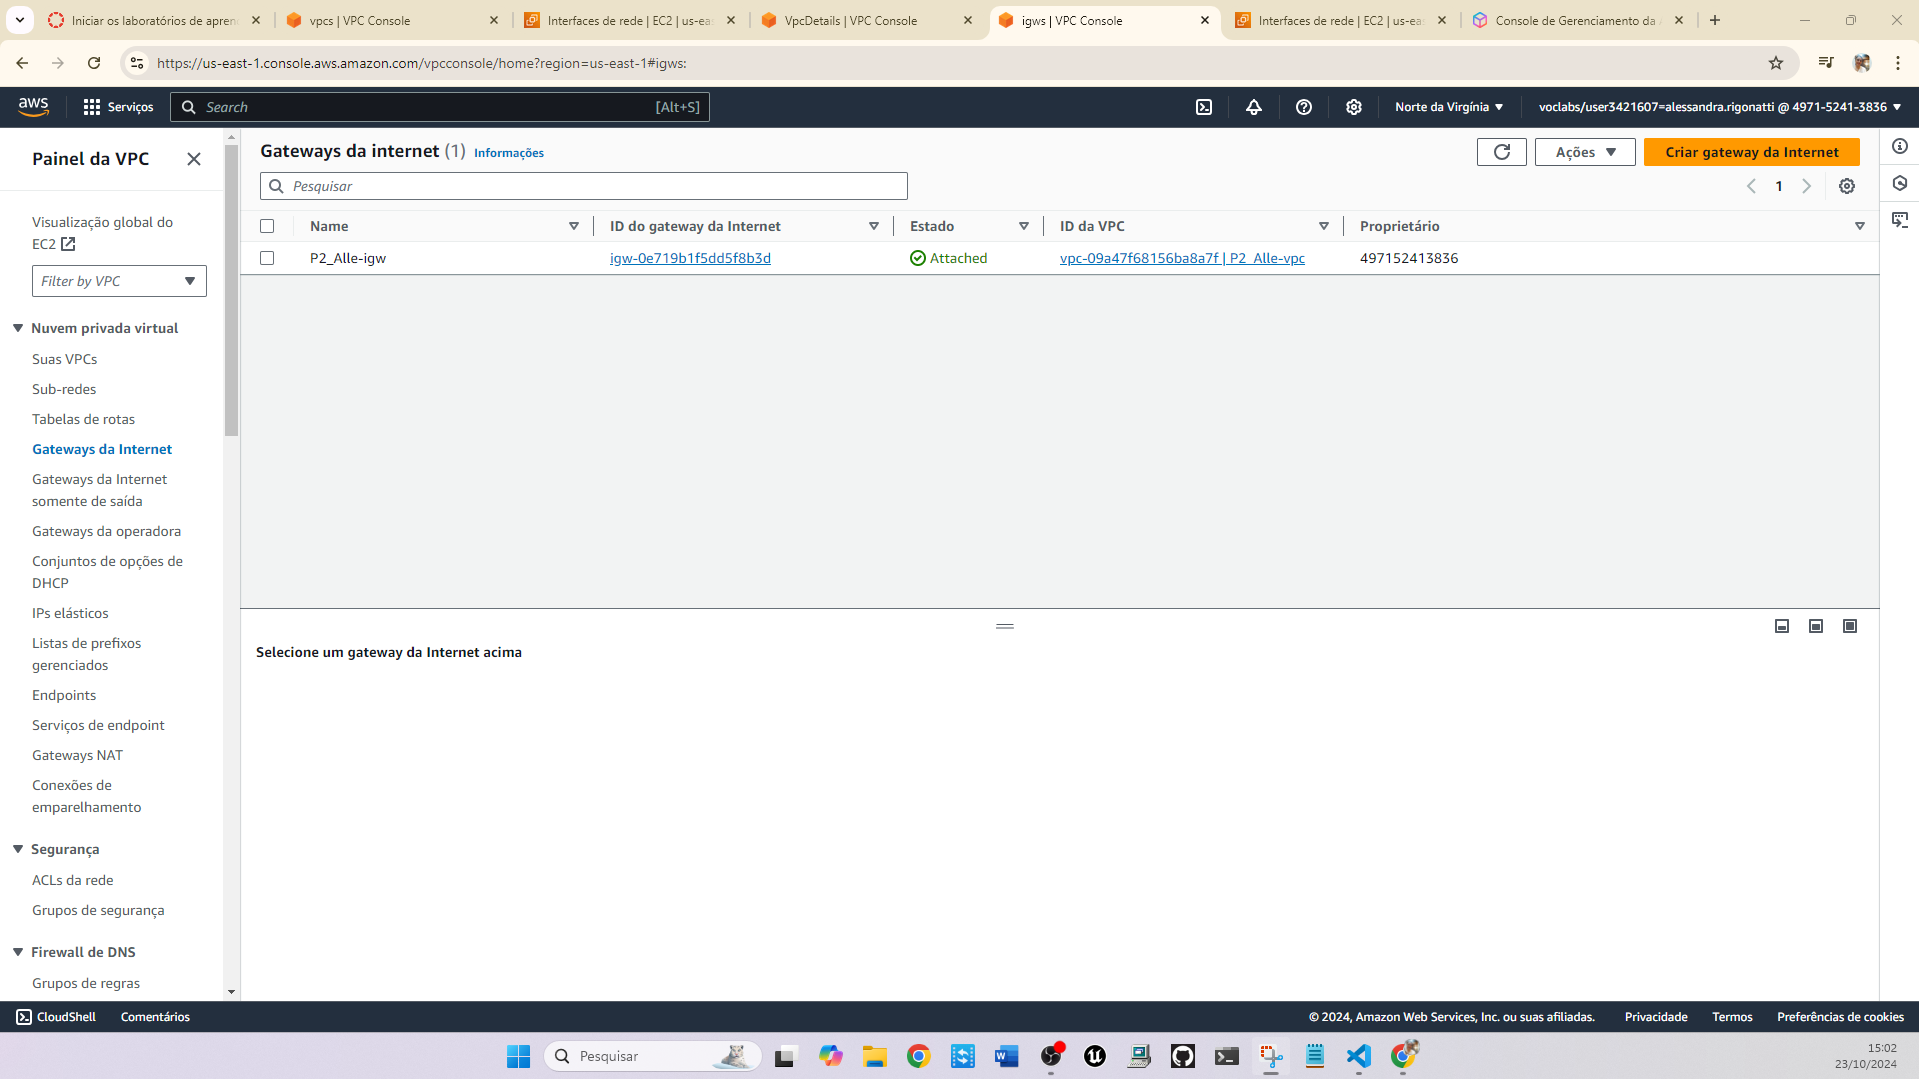 Iniciar os laboratórios de apren
vpcs | VPC Console
Interfaces de rede | EC2 | us-eas
VpcDetails | VPC Console
igws | VPC Console
Interfaces de rede | EC2 | us-eas
Console de Gerenciamento da A
https://us-east-1.console.aws.amazon.com/vpcconsole/home?region=us-east-1#igws:
aws
Serviços
Search
[Alt+S]
Norte da Virgínia
voclabs/user3421607=alessandra.rigonatti @ 4971-5241-3836
Painel da VPC
Visualização global do
EC2
Filter by VPC
Nuvem privada virtual
Suas VPCs
Sub-redes
Tabelas de rotas
Gateways da Internet
Gateways da Internet
somente de saída
Gateways da operadora
Conjuntos de opções de
DHCP
IPs elásticos
Listas de prefixos
gerenciados
Endpoints
Serviços de endpoint
Gateways NAT
Conexões de
emparelhamento
Segurança
ACLs da rede
Grupos de segurança
Firewall de DNS
Grupos de regras
Gateways da internet (1) Informações
Ações
Criar gateway da Internet
Pesquisar
1
Name
ID do gateway da Internet
Estado
ID da VPC
Proprietário
P2_Alle-igw
igw-0e719b1f5dd5f8b3d
Attached
vpc-09a47f68156ba8a7f | P2_Alle-vpc
497152413836
Selecione um gateway da Internet acima
CloudShell
Comentários
© 2024, Amazon Web Services, Inc. ou suas afiliadas.
Privacidade
Termos
Preferências de cookies
Pesquisar
15:02
23/10/2024